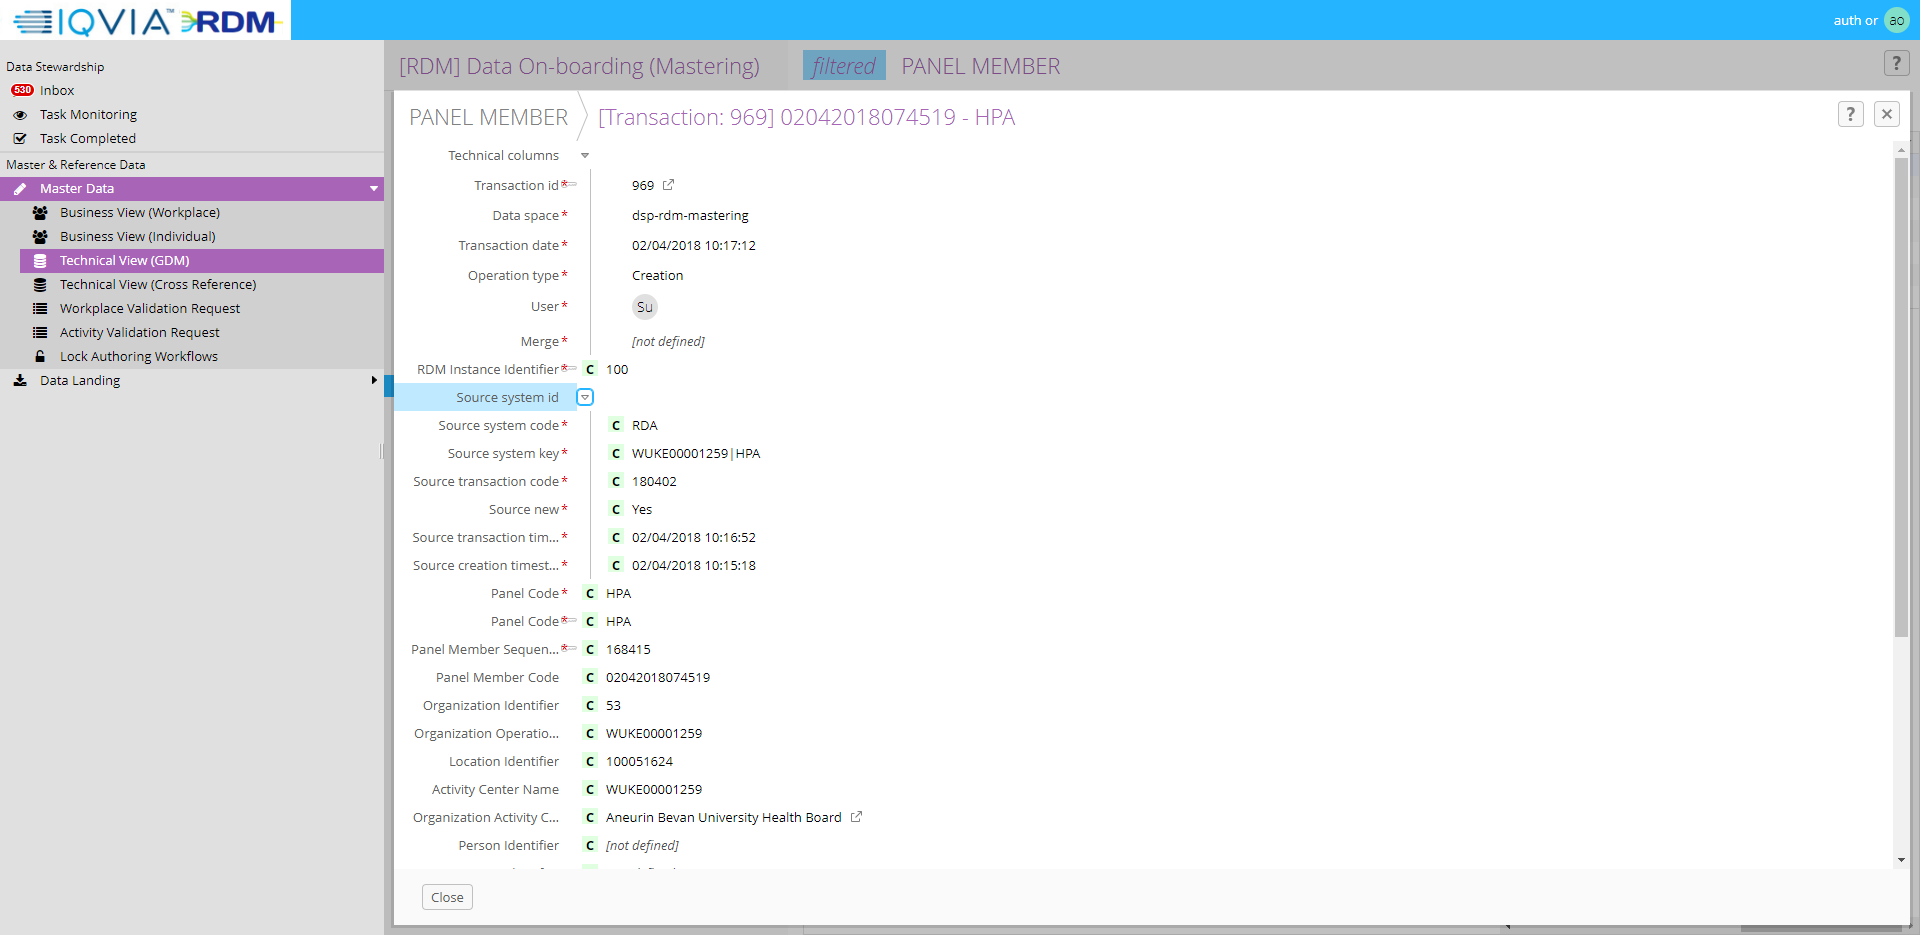 IQVIA™ RDM
auth or ao
Data Stewardship
530 Inbox
Task Monitoring
Task Completed
Master & Reference Data
Master Data
Business View (Workplace)
Business View (Individual)
Technical View (GDM)
Technical View (Cross Reference)
Workplace Validation Request
Activity Validation Request
Lock Authoring Workflows
Data Landing
[RDM] Data On-boarding (Mastering) filtered PANEL MEMBER ?
PANEL MEMBER [Transaction: 969] 02042018074519 - HPA ?
Technical columns
Transaction id* 969
Data space* dsp-rdm-mastering
Transaction date* 02/04/2018 10:17:12
Operation type* Creation
User* Su
Merge* [not defined]
RDM Instance Identifier* C 100
Source system id
Source system code* C RDA
Source system key* C WUKE00001259|HPA
Source transaction code* C 180402
Source new* C Yes
Source transaction tim...* C 02/04/2018 10:16:52
Source creation timest...* C 02/04/2018 10:15:18
Panel Code* C HPA
Panel Code* C HPA
Panel Member Sequen...* C 168415
Panel Member Code C 02042018074519
Organization Identifier C 53
Organization Operatio... C WUKE00001259
Location Identifier C 100051624
Activity Center Name C WUKE00001259
Organization Activity C... C Aneurin Bevan University Health Board
Person Identifier C [not defined]
Close